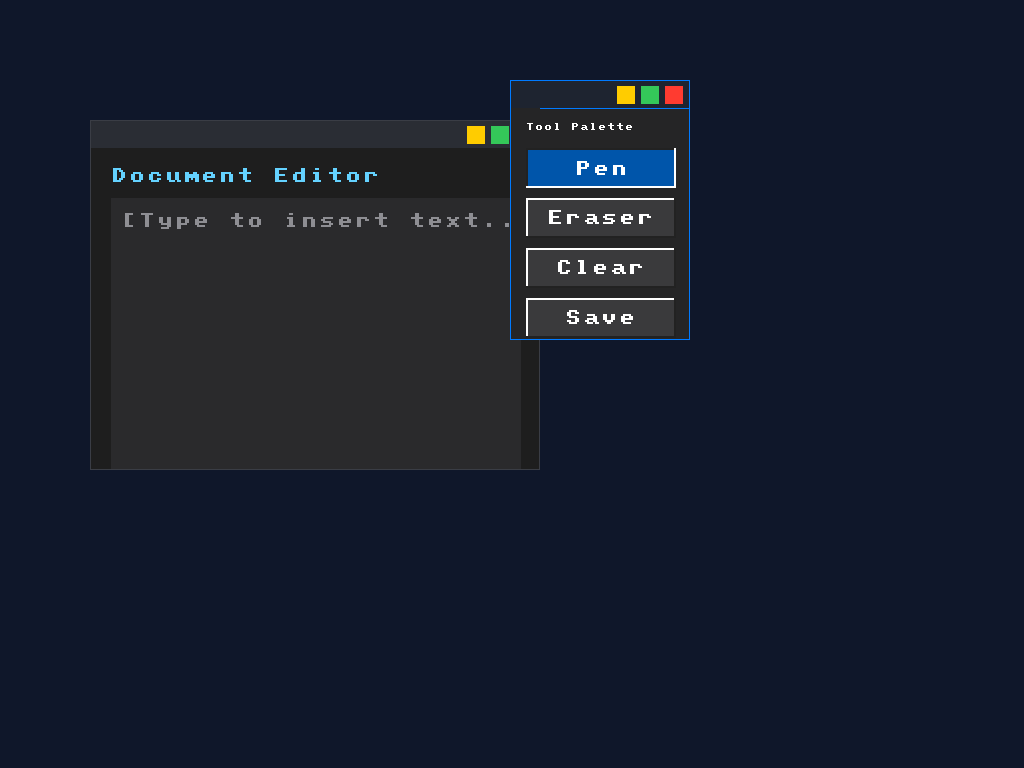 Tool Palette
Document Editor
Pen
[Type to insert text..
Eraser
Clear
Save